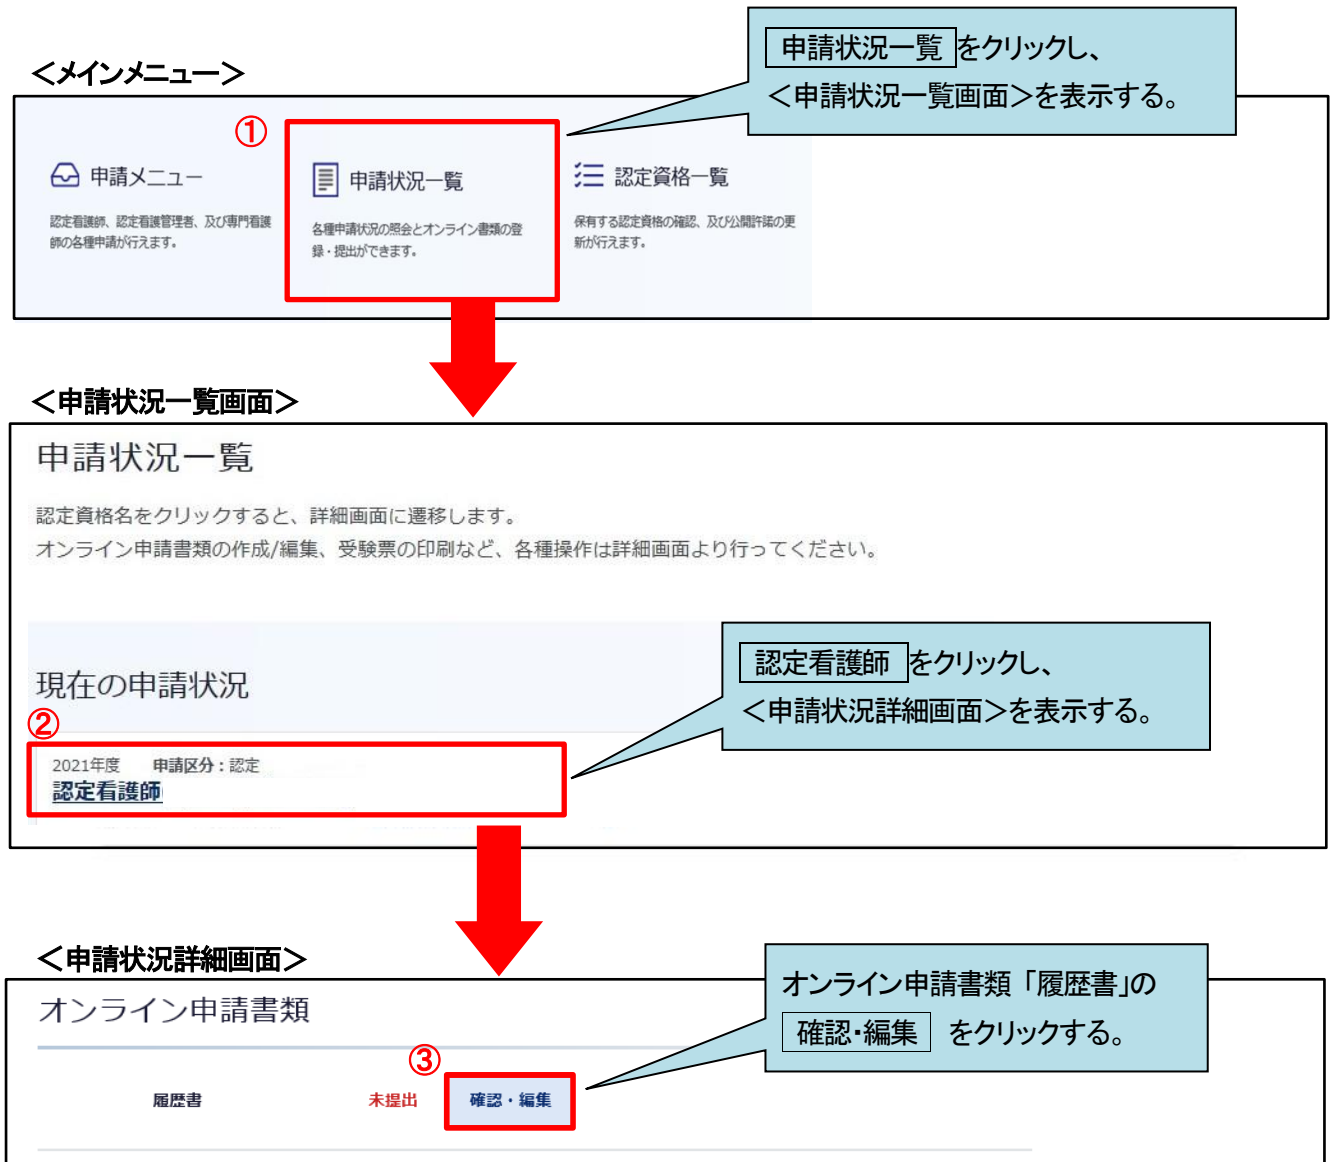 申請状況一覧 をクリックし、
＜申請状況一覧画面＞を表示する。
＜メインメニュー＞
①
申請メニュー
認定看護師、認定看護管理者、及び専門看護
師の各種申請が行えます。
申請状況一覧
各種申請状況の照会とオンライン書類の登
録・提出ができます。
認定資格一覧
保有する認定資格の確認、及び公開許諾の更
新が行えます。
＜申請状況一覧画面＞
申請状況一覧
認定資格名をクリックすると、詳細画面に遷移します。
オンライン申請書類の作成/編集、受験票の印刷など、各種操作は詳細画面より行ってください。
認定看護師 をクリックし、
＜申請状況詳細画面＞を表示する。
現在の申請状況
②
2021年度 申請区分：認定
認定看護師
＜申請状況詳細画面＞
オンライン申請書類「履歴書」の
確認・編集 をクリックする。
オンライン申請書類
③
履歴書 未提出 確認・編集